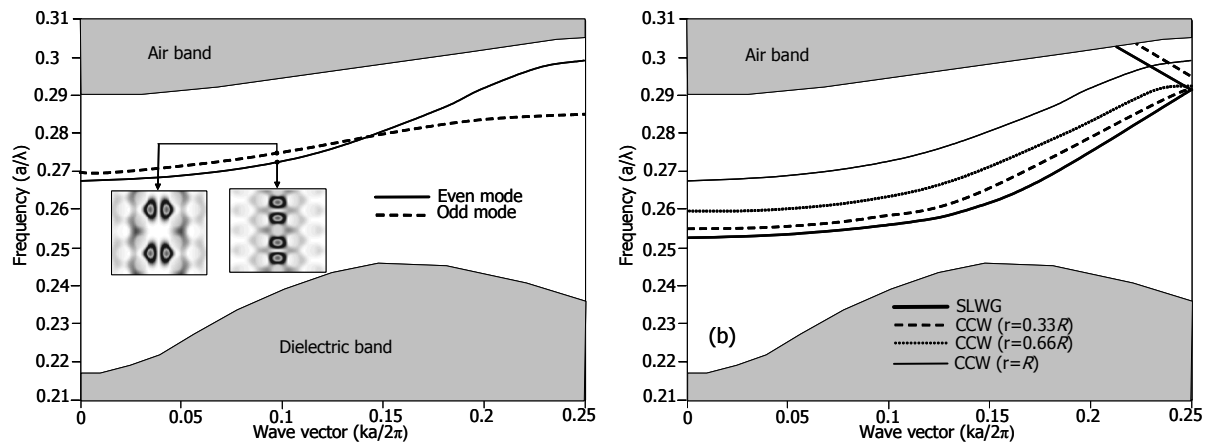 0.31
0.3
0.29
0.28
0.27
0.26
0.25
0.24
0.23
0.22
0.21
Frequency (a/λ)
Air band
Even mode
Odd mode
Dielectric band
0
0.05
0.1
0.15
0.2
0.25
Wave vector (ka/2π)
0.31
0.3
0.29
0.28
0.27
0.26
0.25
0.24
0.23
0.22
0.21
Frequency (a/λ)
Air band
(b)
SLWG
CCW (r=0.33R)
CCW (r=0.66R)
CCW (r=R)
0
0.05
0.1
0.15
0.2
0.25
Wave vector (ka/2π)